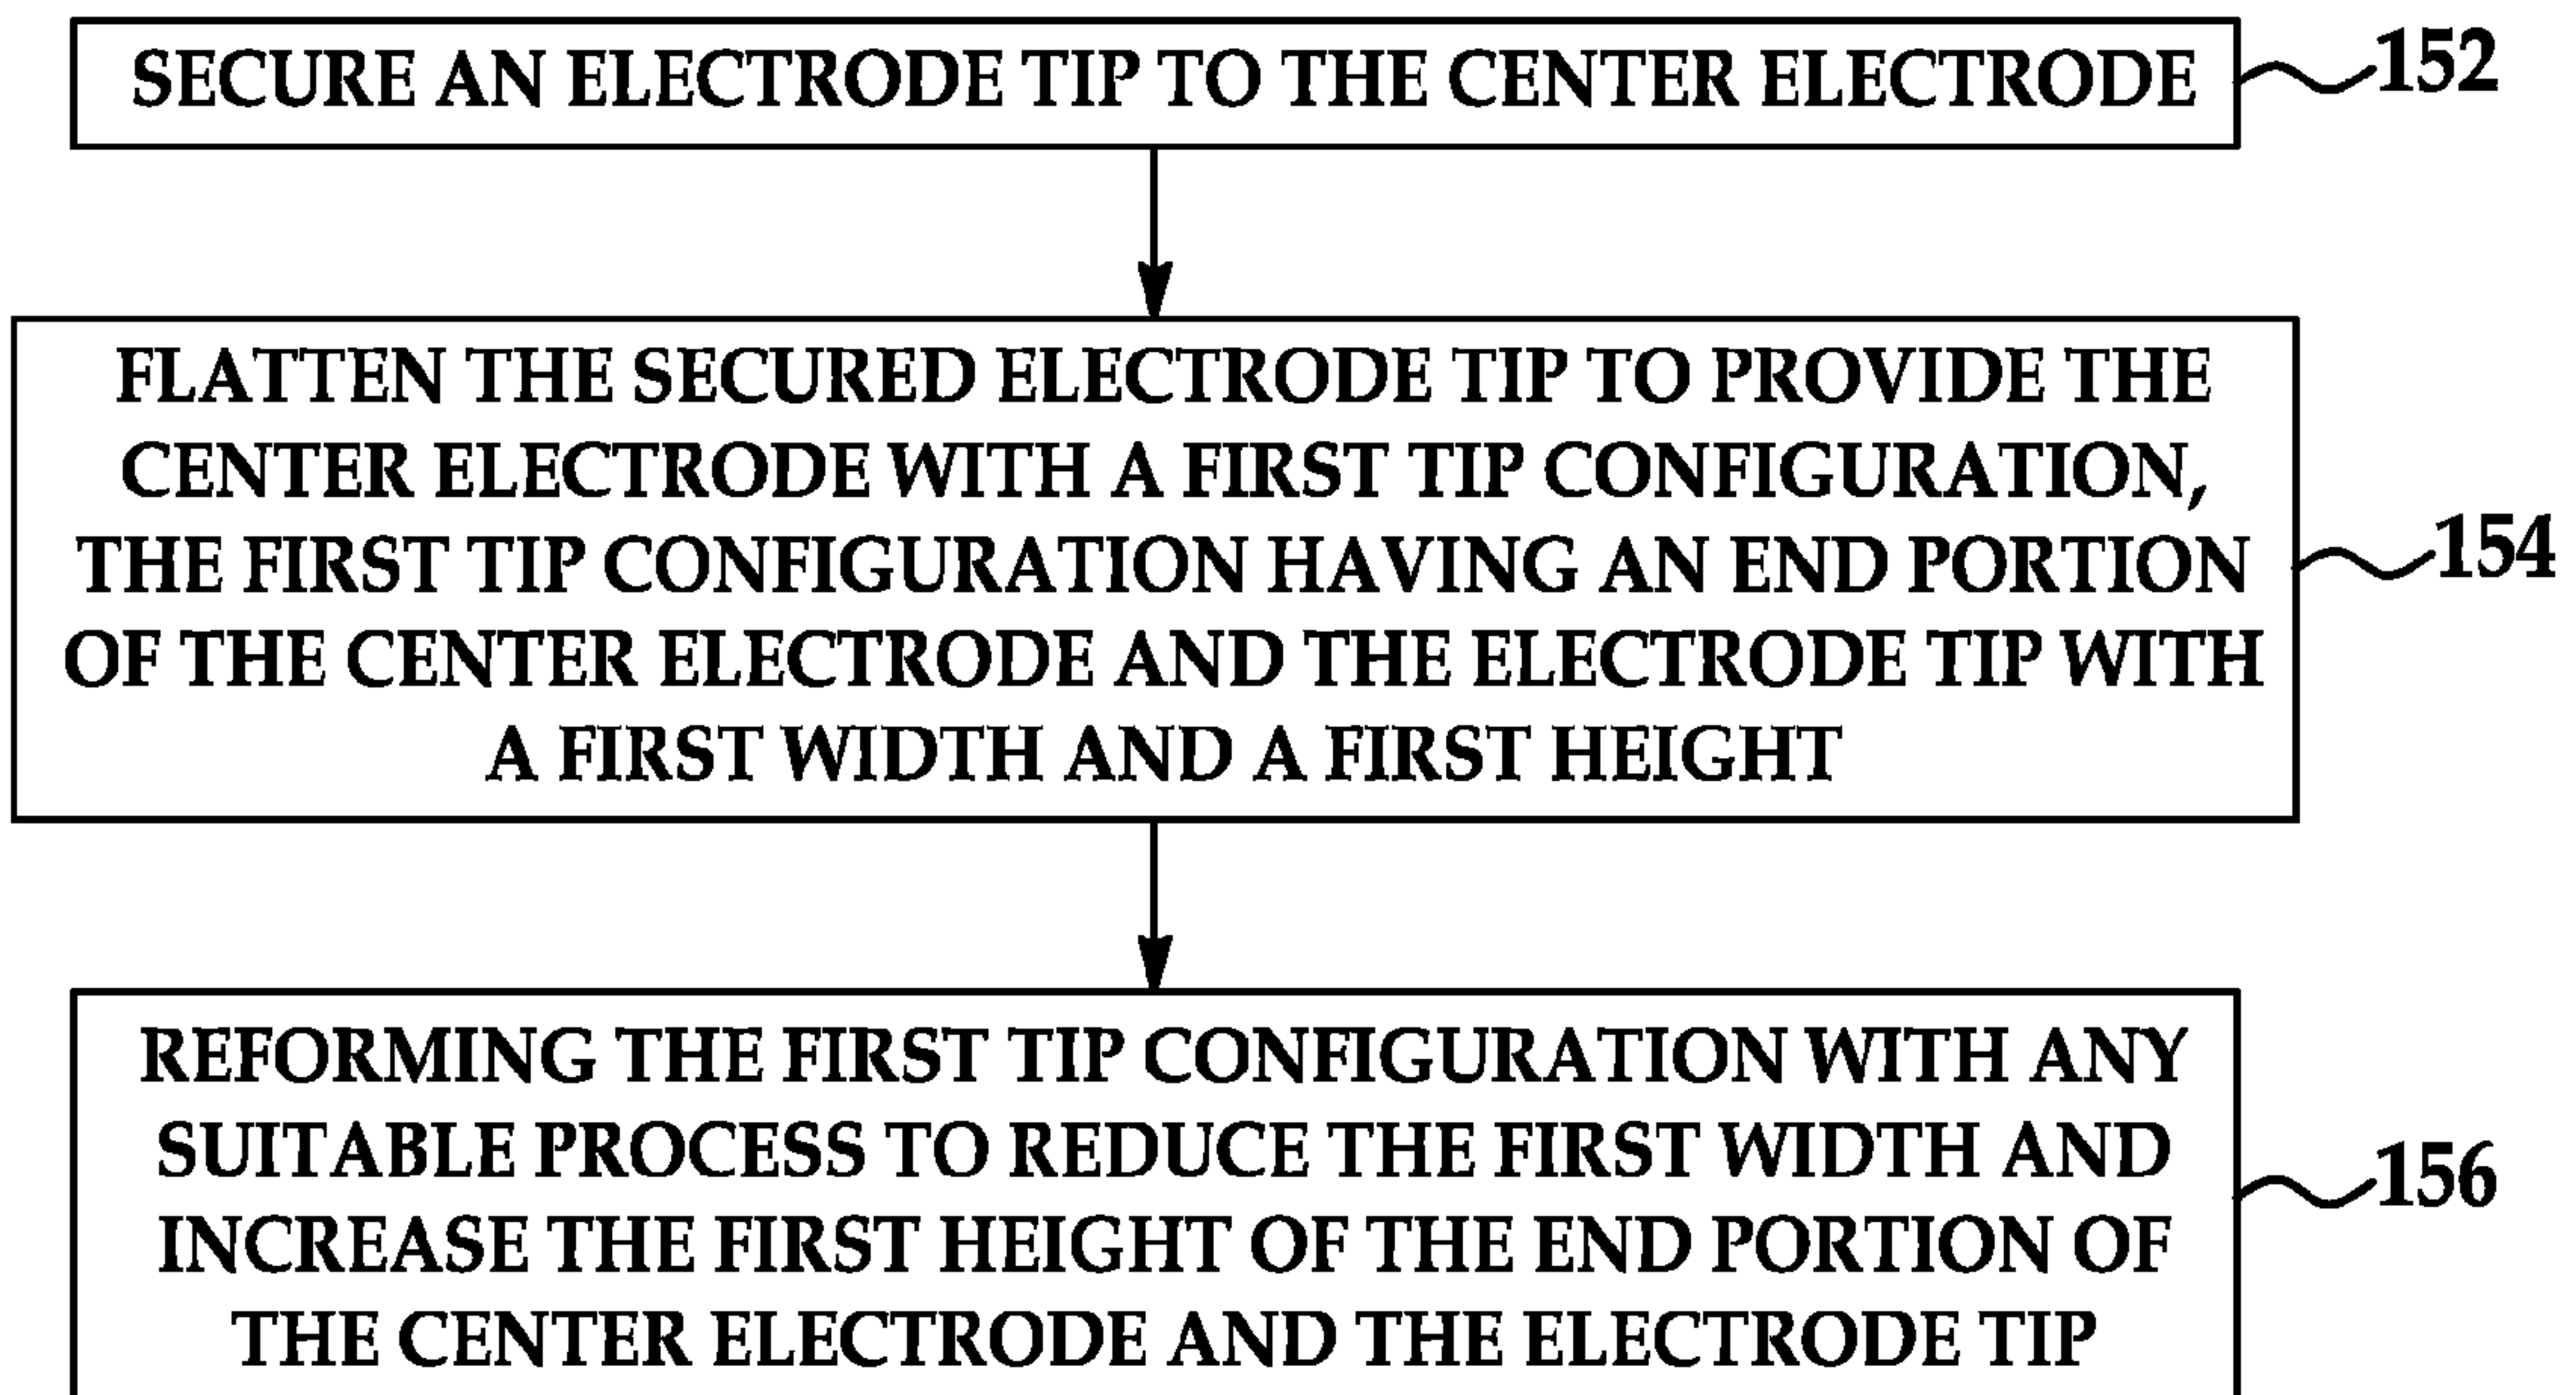 SECURE AN ELECTRODE TIP TO THE CENTER ELECTRODE
152
FLATTEN THE SECURED ELECTRODE TIP TO PROVIDE THE
CENTER ELECTRODE WITH A FIRST TIP CONFIGURATION,
THE FIRST TIP CONFIGURATION HAVING AN END PORTION
OF THE CENTER ELECTRODE AND THE ELECTRODE TIP WITH
A FIRST WIDTH AND A FIRST HEIGHT
154
REFORMING THE FIRST TIP CONFIGURATION WITH ANY
SUITABLE PROCESS TO REDUCE THE FIRST WIDTH AND
INCREASE THE FIRST HEIGHT OF THE END PORTION OF
THE CENTER ELECTRODE AND THE ELECTRODE TIP
156